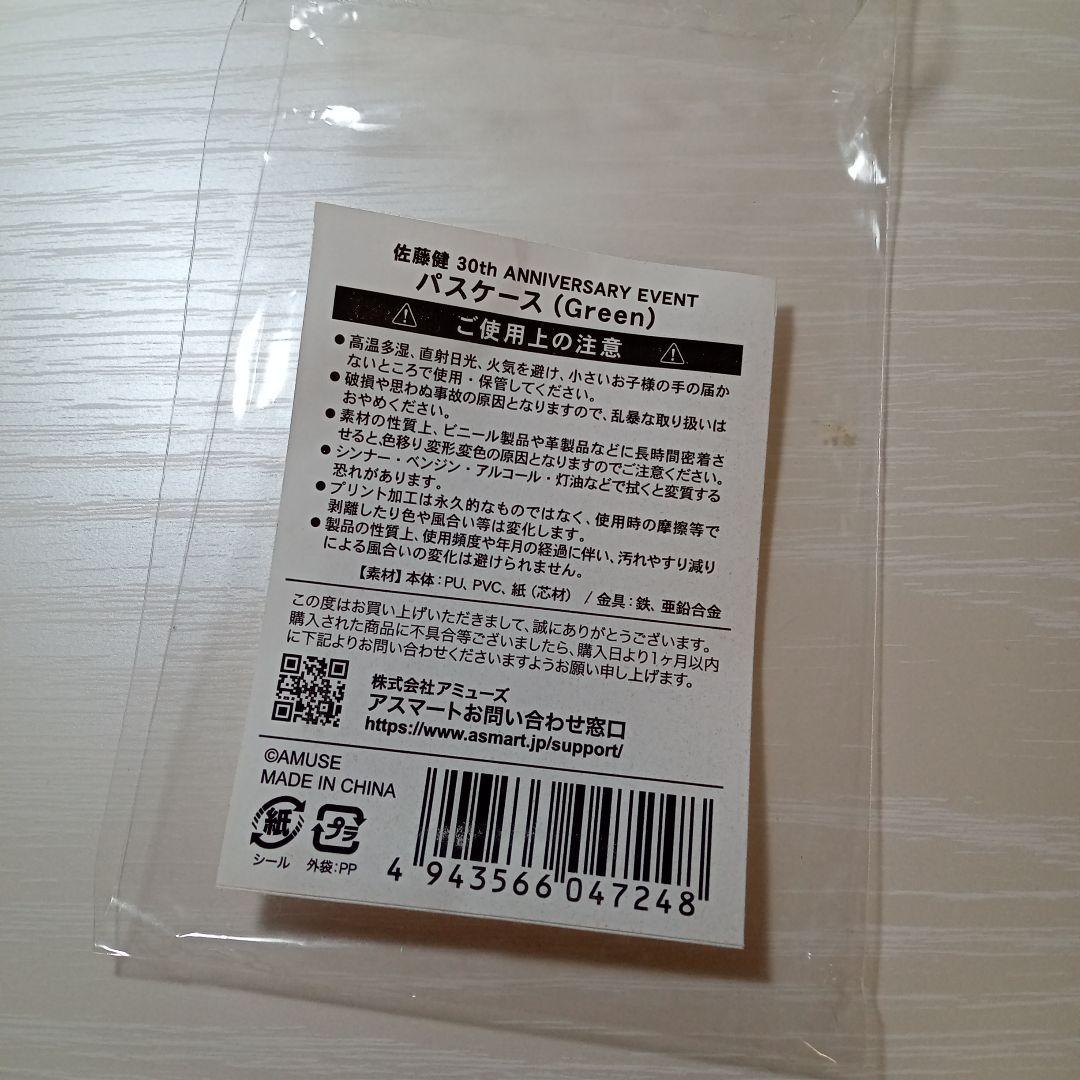 佐藤健 30th ANNIVERSARY EVENT
パスケース (Green)
ご使用上の注意
●高温多湿、直射日光、火気を避け、小さいお子様の手の届か
ないところで使用・保管してください。
●破損や思わぬ事故の原因となりますので、乱暴な取り扱いは
おやめください。
●素材の性質上、ビニール製品や革製品などに長時間密着さ
せると、色移り、変形、変色の原因となりますのでご注意ください。
●シンナー・ベンジン・アルコール・灯油などで拭くと変質する
恐れがあります。
●プリント加工は永久的なものではなく、使用時の摩擦等で
剥離したり色や風合い等は変化します。
●製品の性質上、使用頻度や年月の経過に伴い、汚れやすり減り
による風合いの変化は避けられません。
【素材】本体：PU、PVC、紙（芯材） / 金具：鉄、亜鉛合金
この度はお買い上げいただきまして、誠にありがとうございます。
購入された商品に不具合等ございましたら、購入日より1ヶ月以内
に下記よりお問い合わせくださいますようお願い申し上げます。
株式会社アミューズ
アスマートお問い合わせ窓口
https://www.asmart.jp/support/
©AMUSE
MADE IN CHINA
紙 プラ
シール 外袋：PP
4 943566 047248